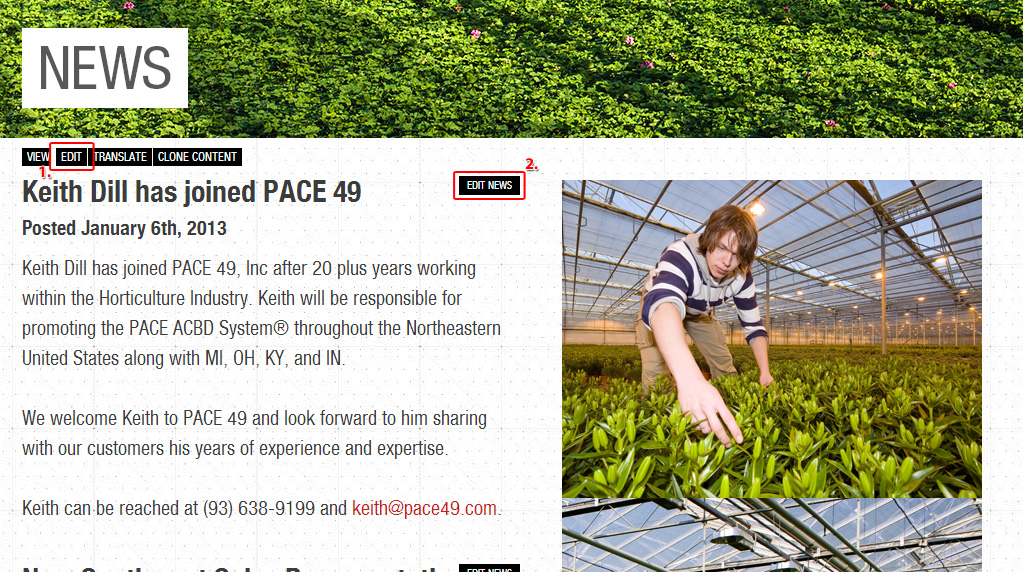 NEWS
VIEW EDIT TRANSLATE CLONE CONTENT
1.
2.
Keith Dill has joined PACE 49
EDIT NEWS
Posted January 6th, 2013
Keith Dill has joined PACE 49, Inc after 20 plus years working
within the Horticulture Industry. Keith will be responsible for
promoting the PACE ACBD System® throughout the Northeastern
United States along with MI, OH, KY, and IN.
We welcome Keith to PACE 49 and look forward to him sharing
with our customers his years of experience and expertise.
Keith can be reached at (93) 638-9199 and keith@pace49.com.
EDIT NEWS